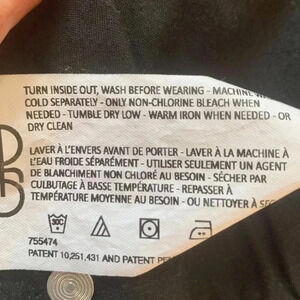 TURN INSIDE OUT, WASH BEFORE WEARING - MACHINE
COLD SEPARATELY - ONLY NON-CHLORINE BLEACH WHEN
NEEDED - TUMBLE DRY LOW - WARM IRON WHEN NEEDED - OR
DRY CLEAN
LAVER À L'ENVERS AVANT DE PORTER - LAVER À LA MACHINE À
L'EAU FROIDE SÉPARÉMENT - UTILISER SEULEMENT UN AGENT
DE BLANCHIMENT NON CHLORÉ AU BESOIN - SÉCHER PAR
CULBUTAGE À BASSE TEMPÉRATURE - REPASSER À
TEMPÉRATURE MOYENNE AU BESOIN - OU NETTOYER À
755474
PATENT 10,251,431 AND PATENT